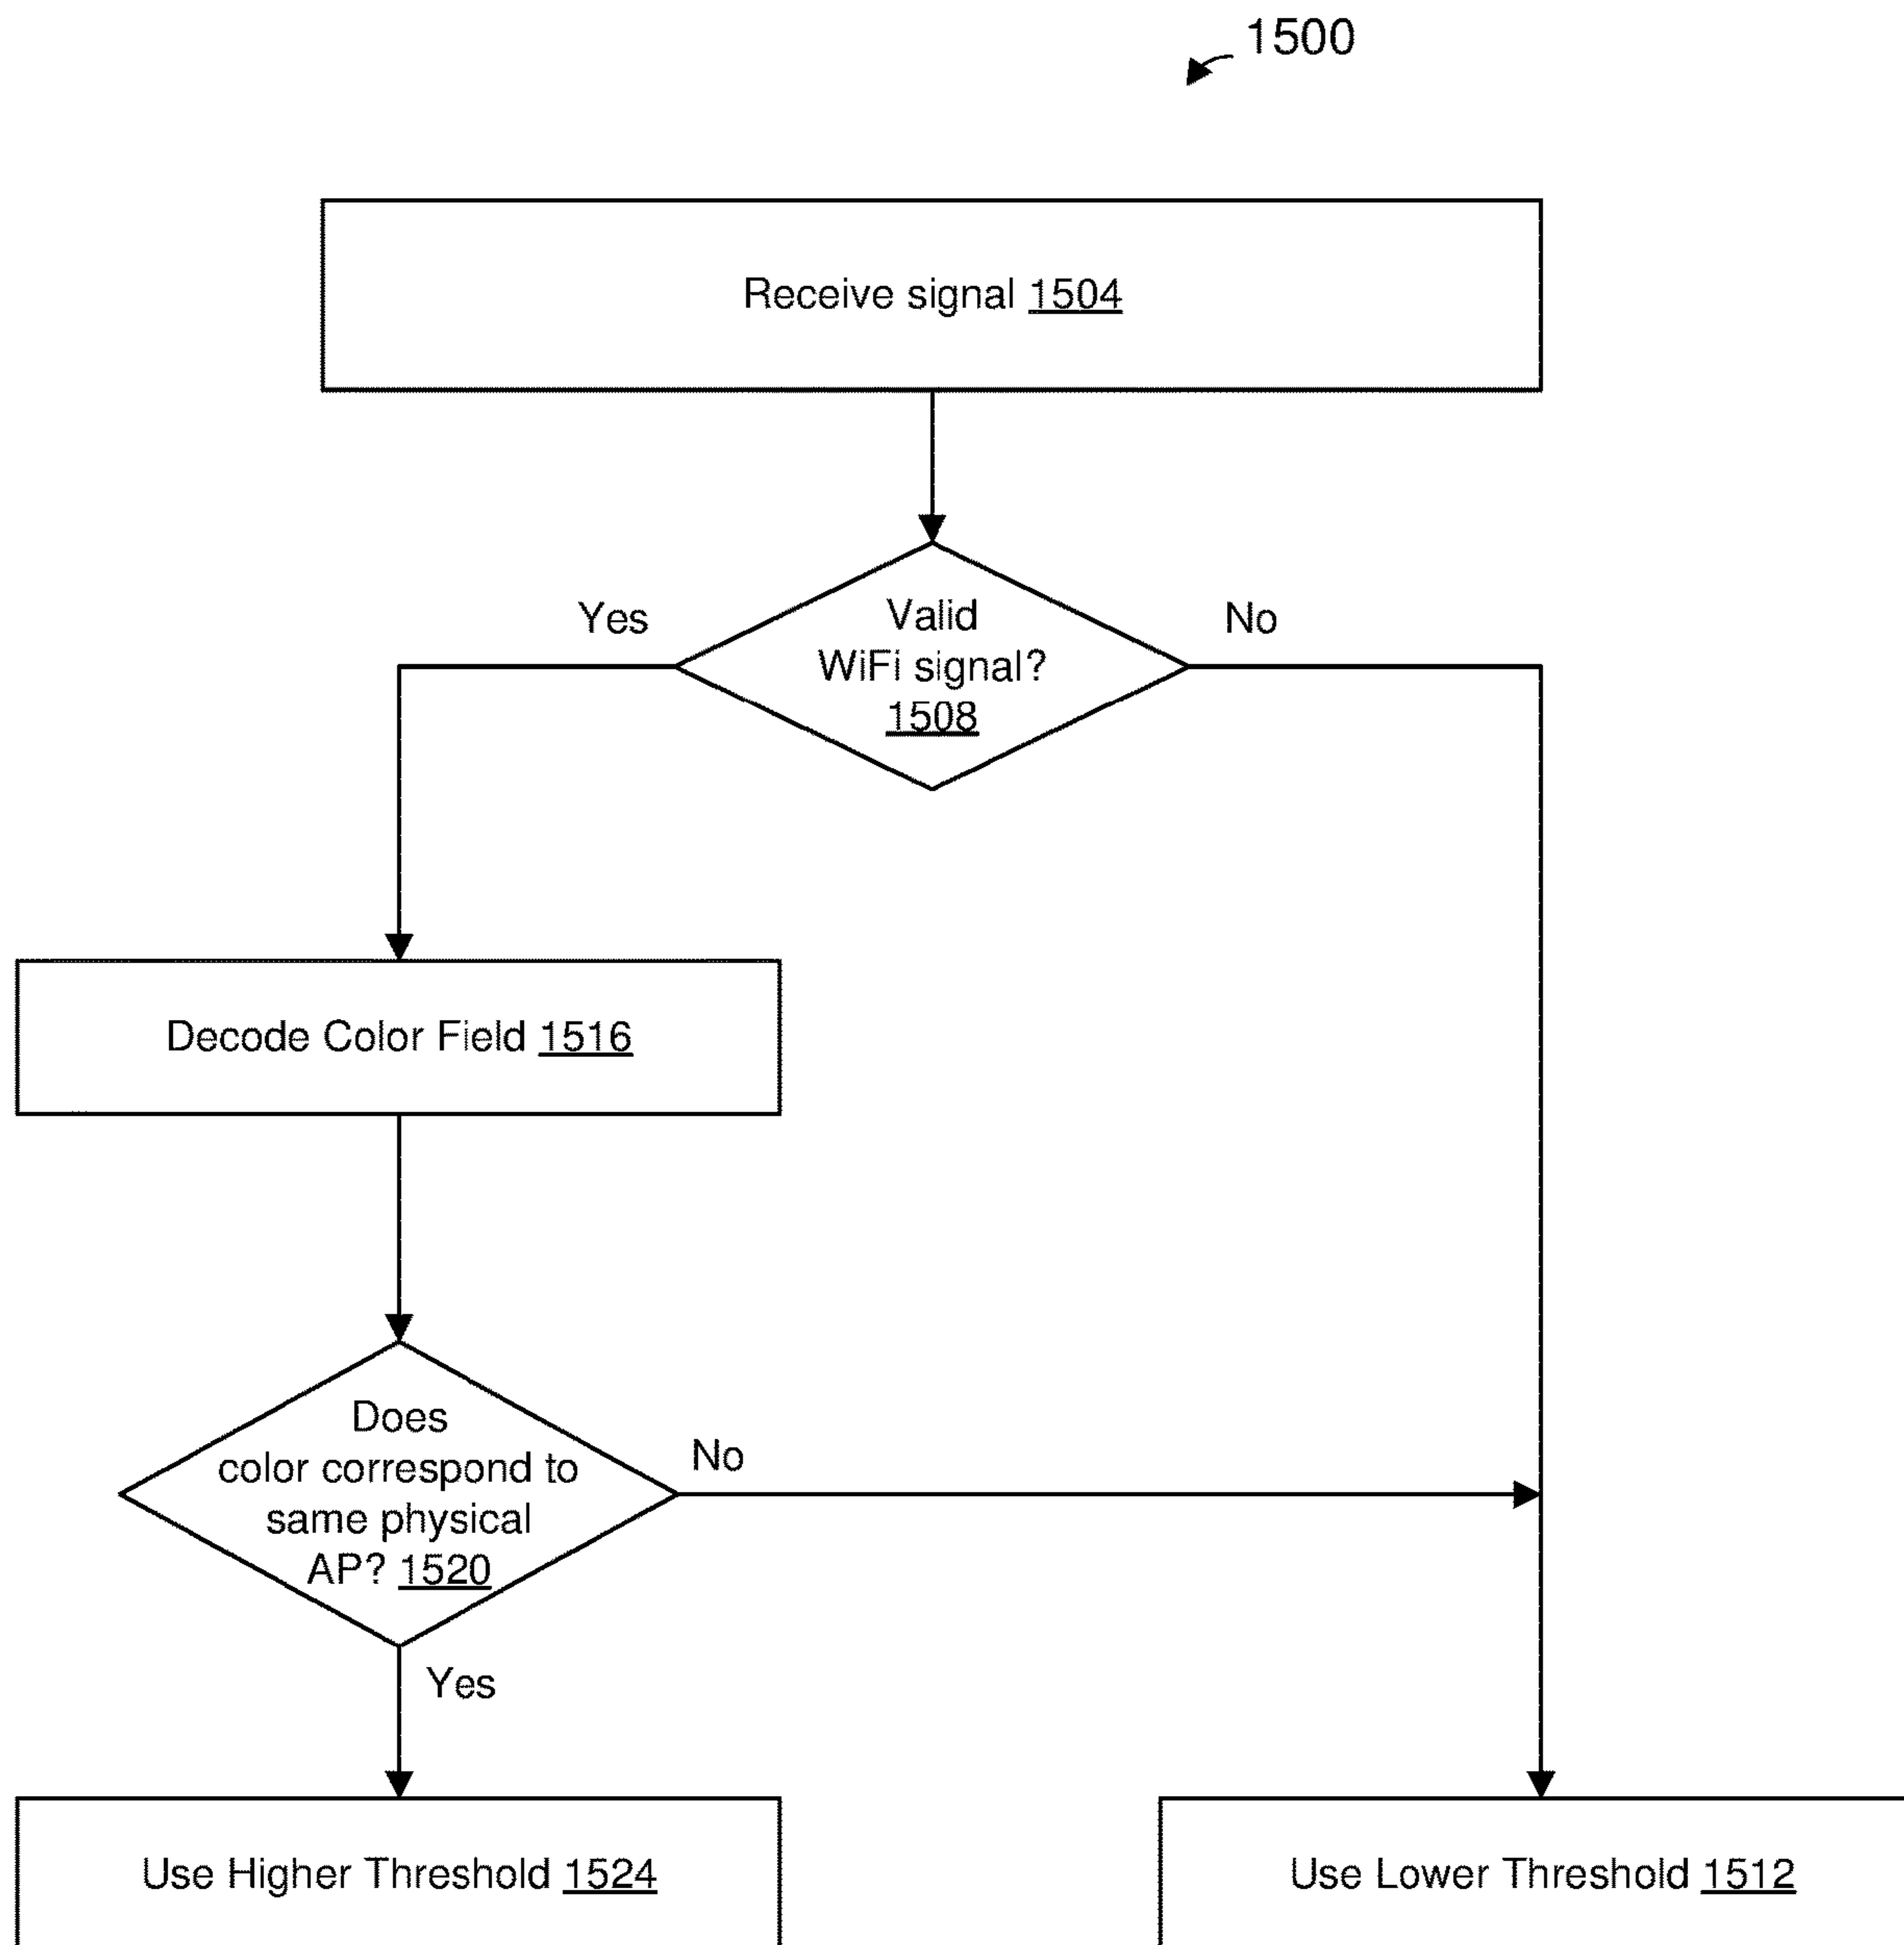 1500
Receive signal 1504
Yes
Valid
WiFi signal?
1508
No
Decode Color Field 1516
Does
color correspond to
same physical
AP? 1520
No
Yes
Use Higher Threshold 1524
Use Lower Threshold 1512